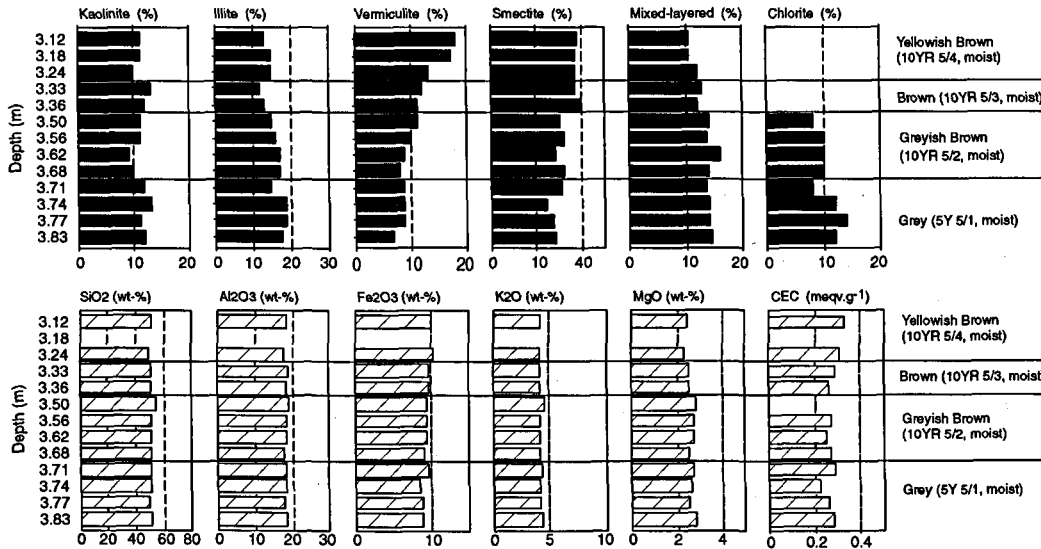 Kaolinite (%) Illite (%) Vermiculite (%) Smectite (%) Mixed-layered (%) Chlorite (%)
Depth (m)
3.12
3.18
3.24
3.33
3.36
3.50
3.56
3.62
3.68
3.71
3.74
3.77
3.83
Yellowish Brown
(10YR 5/4, moist)
Brown (10YR 5/3, moist)
Greyish Brown
(10YR 5/2, moist)
Grey (5Y 5/1, moist)
0 10 20 0 10 20 30 0 10 20 0 10 20 40 0 10 20 0 10 20
SiO2 (wt-%) Al2O3 (wt-%) Fe2O3 (wt-%) K2O (wt-%) MgO (wt-%) CEC (meqv.g-1)
Depth (m)
3.12
3.18
3.24
3.33
3.36
3.50
3.56
3.62
3.68
3.71
3.74
3.77
3.83
Yellowish Brown
(10YR 5/4, moist)
Brown (10YR 5/3, moist)
Greyish Brown
(10YR 5/2, moist)
Grey (5Y 5/1, moist)
0 20 40 60 80 0 10 20 30 0 10 0 5 10 0 2 4 0 0.2 0.4